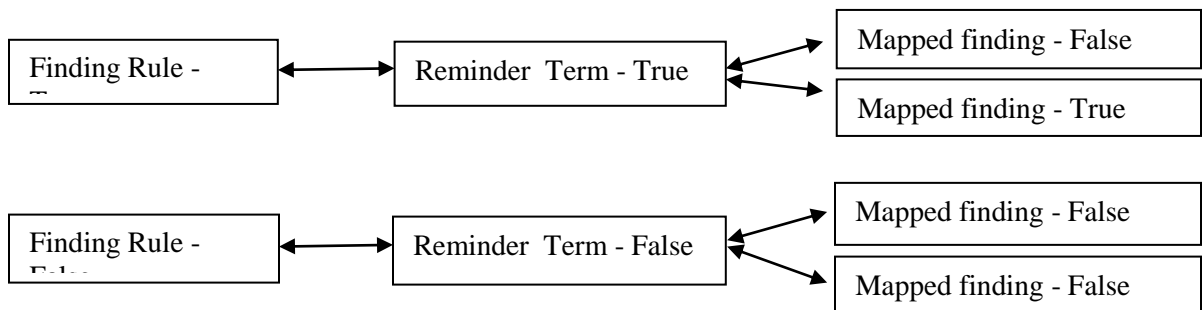 Finding Rule -
Reminder  Term - True
Mapped finding - False
Mapped finding - True
Finding Rule -
Reminder  Term - False
Mapped finding - False
Mapped finding - False